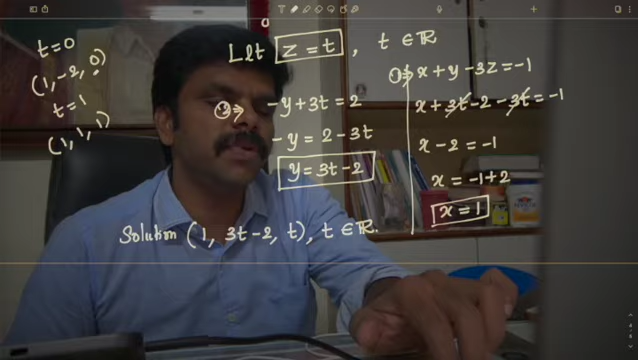 t=0
(1,-2,0)
t=1
(1,1,1)
Let z = t , t ∈ ℝ
③⇒ -y+3t = 2
-y = 2-3t
y = 3t-2
①⇒ x+y-3z = -1
x+3t-2-3t = -1
x-2 = -1
x = -1+2
x = 1
Solution (1, 3t-2, t), t ∈ ℝ.